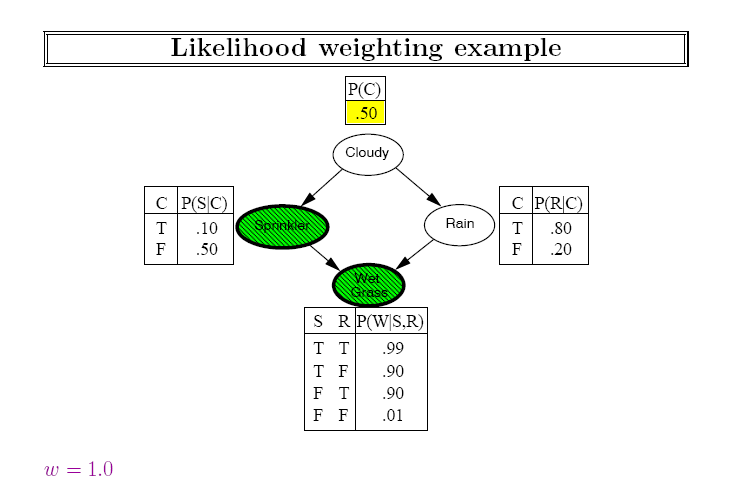 Likelihood weighting example
P(C)
.50
Cloudy
C P(S|C)
T .10
F .50
Sprinkler
Rain
C P(R|C)
T .80
F .20
Wet
Grass
S R P(W|S,R)
T T .99
T F .90
F T .90
F F .01
w = 1.0